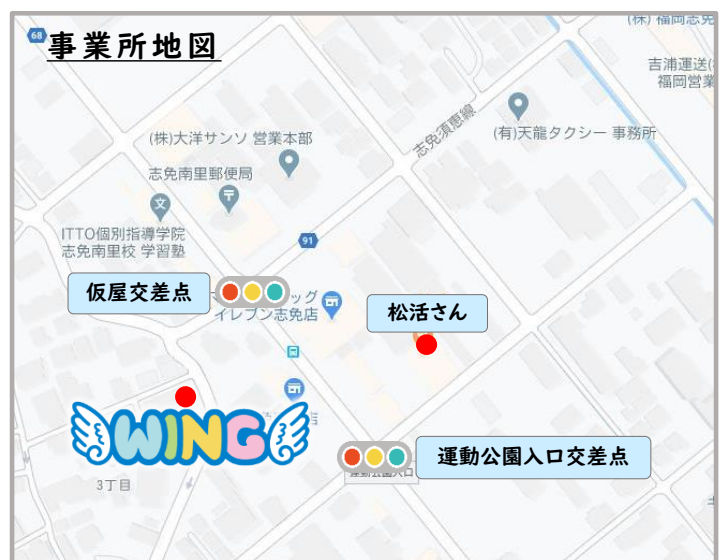 68
事業所地図
(株) 福岡志免
吉浦運送(
福岡営業
(株)大洋サンソ 営業本部
志免須恵線
(有)天龍タクシー 事務所
志免南里郵便局
ITTO個別指導学院
志免南里校 学習塾
91
仮屋交差点
ッグ
イレブン志免店
松活さん
WING
運動公園入口交差点
運動公園入口
3丁目